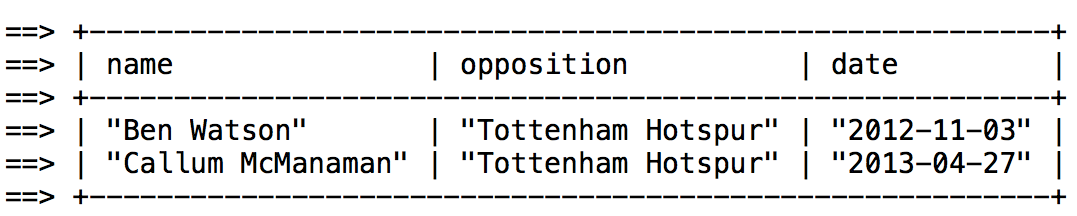 ==> +---------------------------------------------------------+
==> | name               | opposition          | date         |
==> +---------------------------------------------------------+
==> | "Ben Watson"       | "Tottenham Hotspur" | "2012-11-03" |
==> | "Callum McManaman" | "Tottenham Hotspur" | "2013-04-27" |
==> +---------------------------------------------------------+